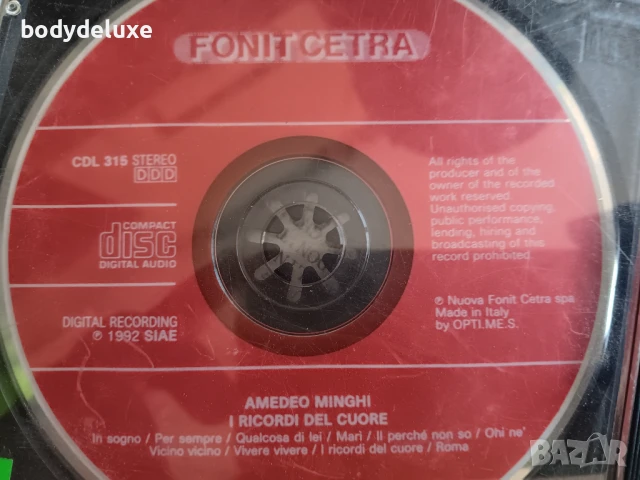 bodydeluxe
FONIT CETRA
CDL 315 STEREO
DDD
COMPACT
disc
DIGITAL AUDIO
DIGITAL RECORDING
℗ 1992 SIAE
All rights of the
producer and of the
owner of the recorded
work reserved.
Unauthorised copying,
public performance,
lending, hiring and
broadcasting of this
record prohibited
℗ Nuova Fonit Cetra spa
Made in Italy
by OPTI.ME.S.
AMEDEO MINGHI
I RICORDI DEL CUORE
In sogno / Per sempre / Qualcosa di lei / Mari / Il perché non so / Ohi ne'
Vicino vicino / Vivere vivere / I ricordi del cuore / Roma
BAZAR